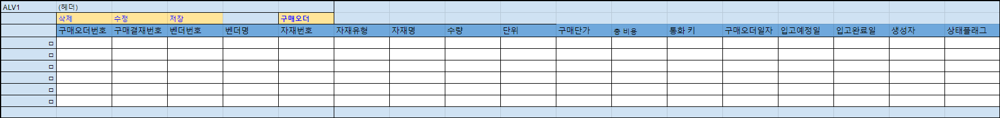 ALV1 (헤더)
삭제 수정 저장 구매오더
구매오더번호 구매결재번호 벤더번호 벤더명 자재번호 자재유형 자재명 수량 단위 구매단가 총 비용 통화 키 구매오더일자 입고예정일 입고완료일 생성자 상태플래그
ㅁ
ㅁ
ㅁ
ㅁ
ㅁ
ㅁ